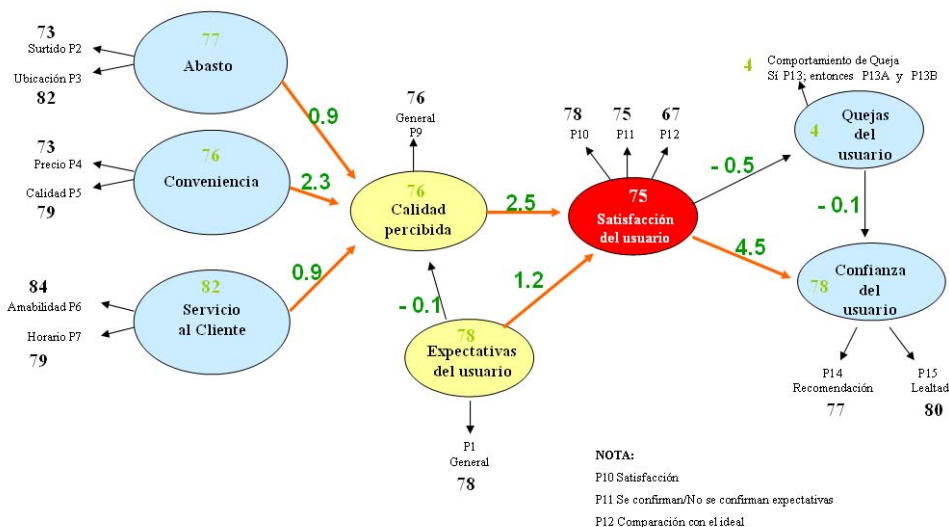 73
Surtido P2
Ubicación P3
82
77
Abasto
0.9
73
Precio P4
Calidad P5
79
76
Conveniencia
2.3
84
Amabilidad P6
Horario P7
79
82
Servicio
al Cliente
0.9
76
General
P9
76
Calidad
percibida
- 0.1
78
Expectativas
del usuario
P1
General
78
2.5
1.2
78 75 67
P10 P11 P12
75
Satisfacción
del usuario
- 0.5
4.5
4 Comportamiento de Queja
Sí P13; entonces P13A y P13B
4
Quejas
del
usuario
- 0.1
78
Confianza
del
usuario
P14
Recomendación
77
P15
Lealtad
80
NOTA:
P10 Satisfacción
P11 Se confirman/No se confirman expectativas
P12 Comparación con el ideal